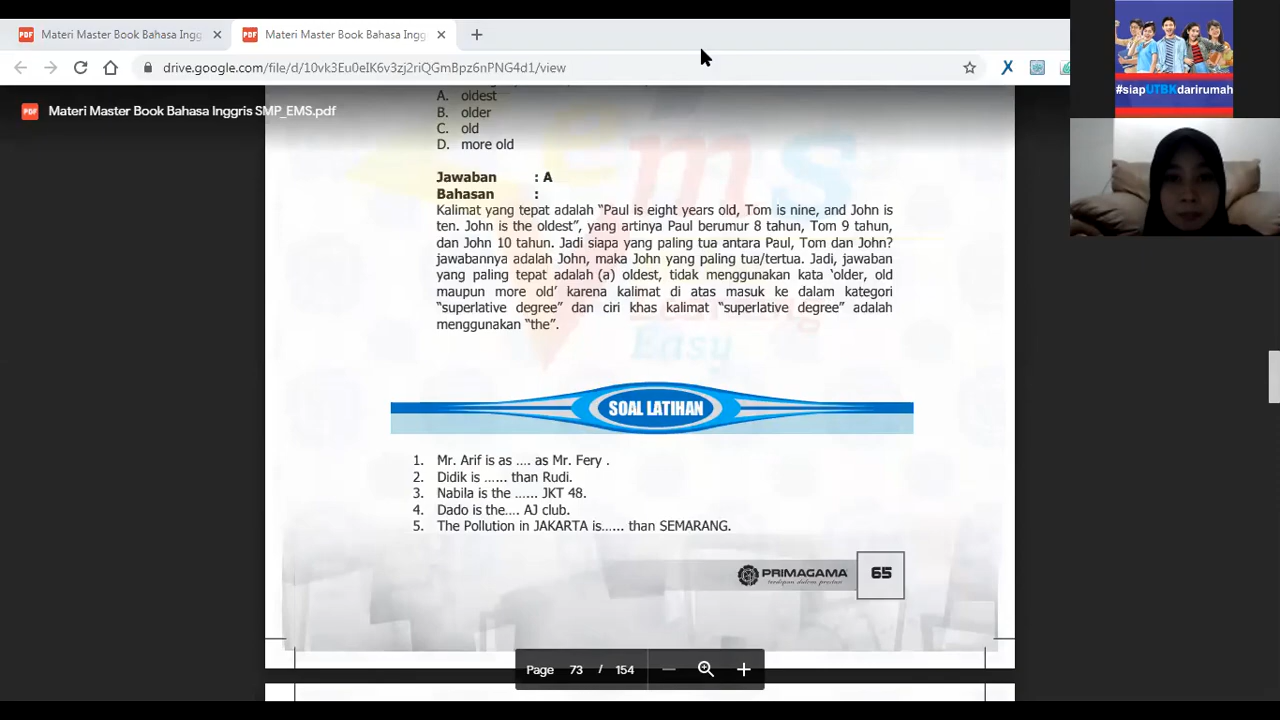 Materi Master Book Bahasa Ingg
Materi Master Book Bahasa Ingg
drive.google.com/file/d/10vk3Eu0eIK6v3zj2riQGmBpz6nPNG4d1/view
Materi Master Book Bahasa Inggris SMP_EMS.pdf
#siapUTBKdarirumah
A. oldest
B. older
C. old
D. more old
Jawaban : A
Bahasan :
Kalimat yang tepat adalah “Paul is eight years old, Tom is nine, and John is
ten. John is the oldest”, yang artinya Paul berumur 8 tahun, Tom 9 tahun,
dan John 10 tahun. Jadi siapa yang paling tua antara Paul, Tom dan John?
jawabannya adalah John, maka John yang paling tua/tertua. Jadi, jawaban
yang paling tepat adalah (a) oldest, tidak menggunakan kata ‘older, old
maupun more old’ karena kalimat di atas masuk ke dalam kategori
“superlative degree” dan ciri khas kalimat “superlative degree” adalah
menggunakan “the”.
ems
Easy
SOAL LATIHAN
1. Mr. Arif is as .... as Mr. Fery .
2. Didik is ...... than Rudi.
3. Nabila is the ...... JKT 48.
4. Dado is the.... AJ club.
5. The Pollution in JAKARTA is...... than SEMARANG.
PRIMAGAMA
terdepan dalam prestasi
65
Page 73 / 154